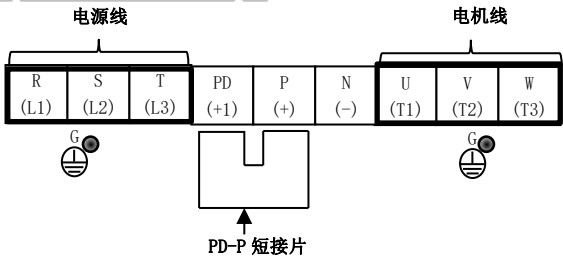 电源线 电机线
R S T PD P N U V W
(L1) (L2) (L3) (+1) (+) (-) (T1) (T2) (T3)
G G
PD-P 短接片